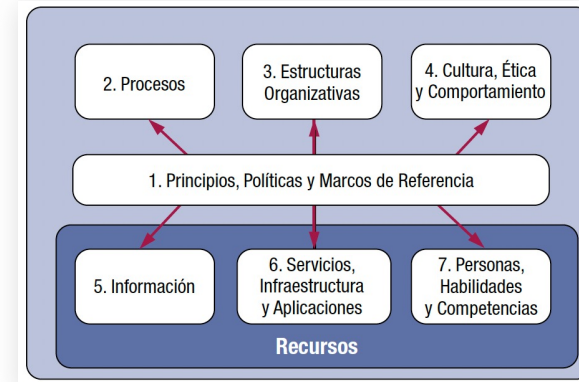 2. Procesos
3. Estructuras
Organizativas
4. Cultura, Ética
y Comportamiento
1. Principios, Políticas y Marcos de Referencia
5. Información
6. Servicios,
Infraestructura
y Aplicaciones
7. Personas,
Habilidades
y Competencias
Recursos